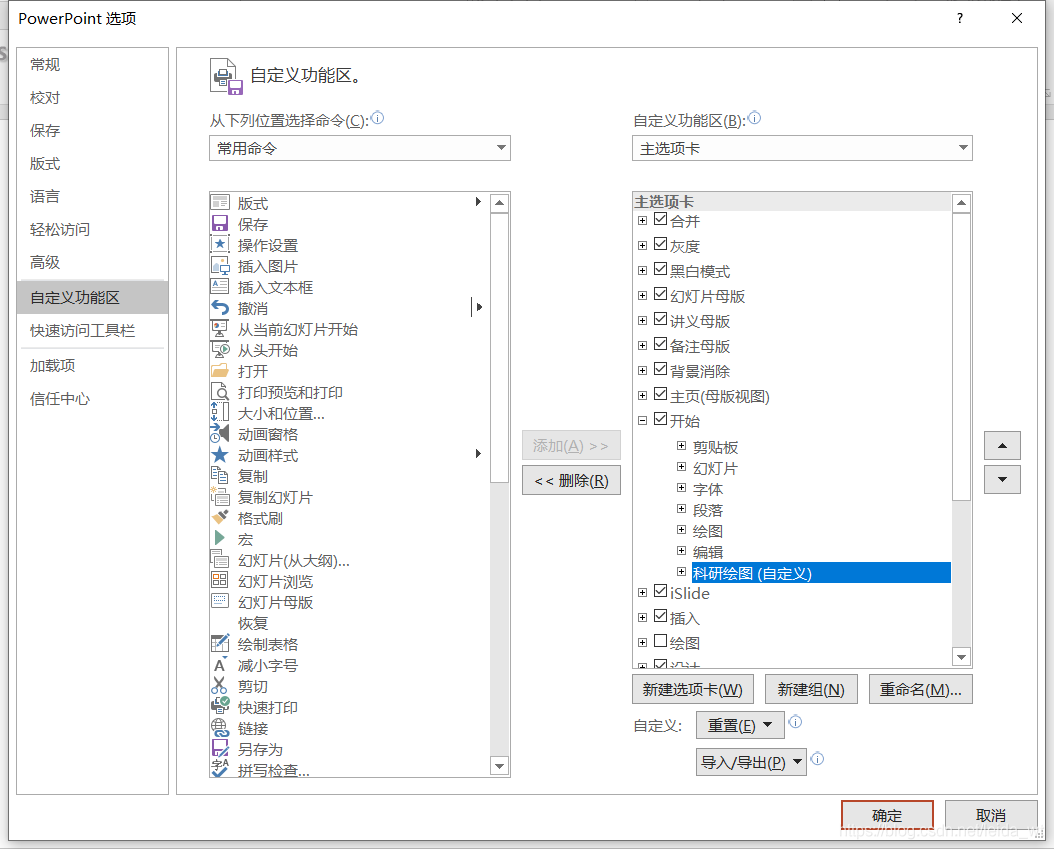 PowerPoint 选项
?
常规
校对
保存
版式
语言
轻松访问
高级
自定义功能区
快速访问工具栏
加载项
信任中心
自定义功能区。
从下列位置选择命令(C):
常用命令
版式
保存
操作设置
插入图片
插入文本框
撤消
从当前幻灯片开始
从头开始
打开
打印预览和打印
大小和位置...
动画窗格
动画样式
复制
复制幻灯片
格式刷
宏
幻灯片(从大纲)...
幻灯片浏览
幻灯片母版
恢复
绘制表格
减小字号
剪切
快速打印
链接
另存为
拼写检查...
添加(A) >>
<< 删除(R)
自定义功能区(B):
主选项卡
主选项卡
合并
灰度
黑白模式
幻灯片母版
讲义母版
备注母版
背景消除
主页(母版视图)
开始
剪贴板
幻灯片
字体
段落
绘图
编辑
科研绘图 (自定义)
iSlide
插入
绘图
设计
新建选项卡(W)
新建组(N)
重命名(M)...
自定义:
重置(E)
导入/导出(P)
确定
取消